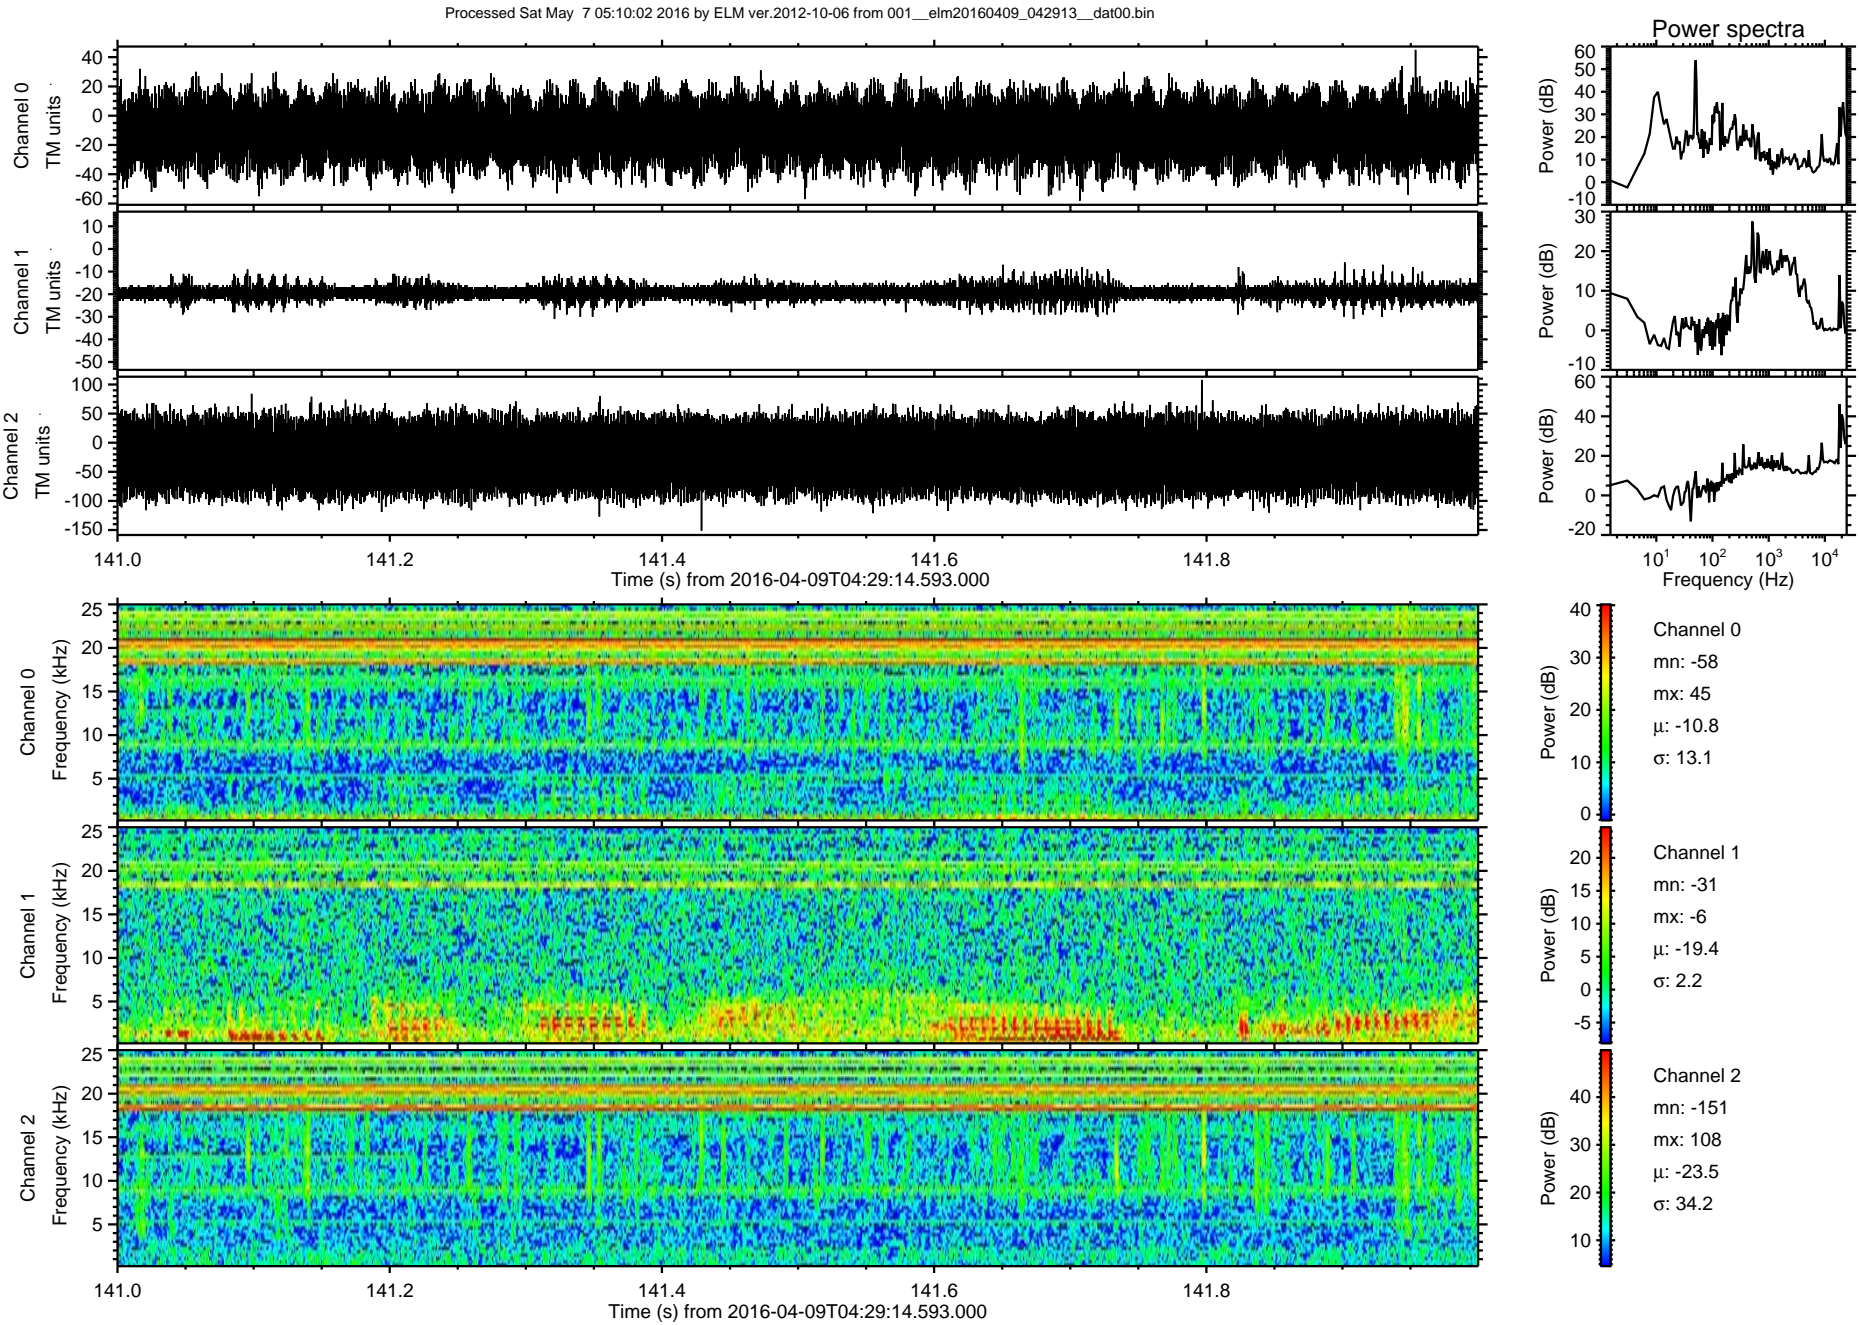 Processed Sat May  7 05:10:02 2016 by ELM ver.2012-10-06 from 001__elm20160409_042913__dat00.bin
Power spectra
Channel 0
TM units
40
20
0
-20
-40
-60
Power (dB)
60
50
40
30
20
10
0
-10
Channel 1
TM units
10
0
-10
-20
-30
-40
-50
Power (dB)
30
20
10
0
-10
Channel 2
TM units
100
50
0
-50
-100
-150
Power (dB)
60
40
20
0
-20
141.0 141.2 141.4 141.6 141.8
Time (s) from 2016-04-09T04:29:14.593.000
10¹ 10² 10³ 10⁴
Frequency (Hz)
Channel 0
Frequency (kHz)
25
20
15
10
5
Power (dB)
40
30
20
10
0
Channel 0
mn: -58
mx: 45
μ: -10.8
σ: 13.1
Channel 1
Frequency (kHz)
25
20
15
10
5
Power (dB)
20
15
10
5
0
-5
Channel 1
mn: -31
mx: -6
μ: -19.4
σ: 2.2
Channel 2
Frequency (kHz)
25
20
15
10
5
Power (dB)
40
30
20
10
Channel 2
mn: -151
mx: 108
μ: -23.5
σ: 34.2
141.0 141.2 141.4 141.6 141.8
Time (s) from 2016-04-09T04:29:14.593.000